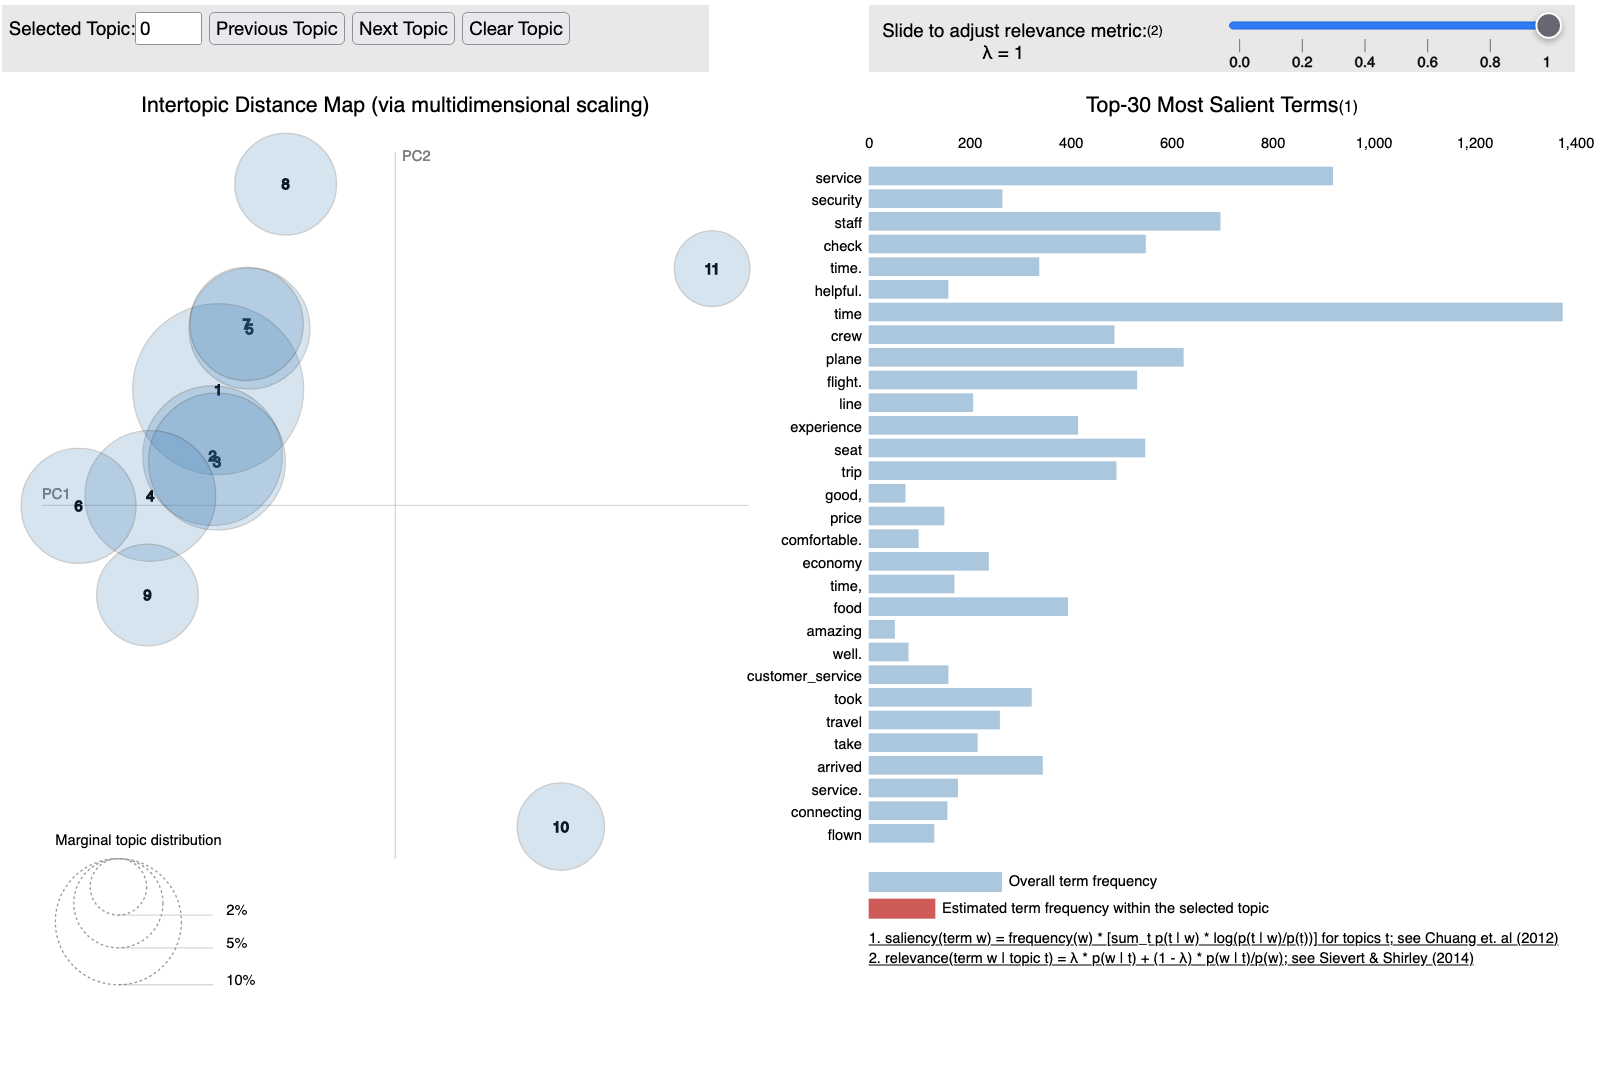 Selected Topic: 0 Previous Topic Next Topic Clear Topic
Slide to adjust relevance metric:(2)
λ = 1
0.0 0.2 0.4 0.6 0.8 1
Intertopic Distance Map (via multidimensional scaling)
PC2
PC1
8
11
7
5
1
2
3
4
6
9
10
Marginal topic distribution
2%
5%
10%
Top-30 Most Salient Terms(1)
0 200 400 600 800 1,000 1,200 1,400
service
security
staff
check
time.
helpful.
time
crew
plane
flight.
line
experience
seat
trip
good,
price
comfortable.
economy
time,
food
amazing
well.
customer_service
took
travel
take
arrived
service.
connecting
flown
Overall term frequency
Estimated term frequency within the selected topic
1. saliency(term w) = frequency(w) * [sum_t p(t | w) * log(p(t | w)/p(t))] for topics t; see Chuang et. al (2012)
2. relevance(term w | topic t) = λ * p(w | t) + (1 - λ) * p(w | t)/p(w); see Sievert & Shirley (2014)